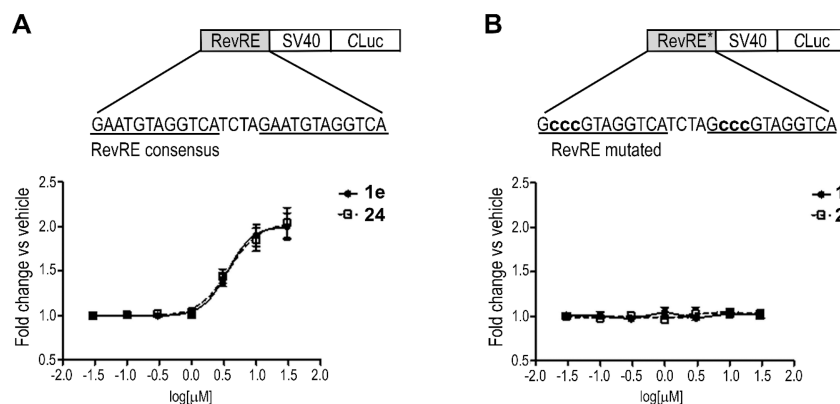 A
RevRE SV40 CLuc
GAATGTAGGTCATCTAGAATGTAGGTCA
RevRE consensus
Fold change vs vehicle
2.5
2.0
1.5
1.0
0.5
-2.0 -1.5 -1.0 -0.5 0.0 0.5 1.0 1.5 2.0
log[µM]
1e
24
B
RevRE* SV40 CLuc
GcccGTAGGTCATCTAGcccGTAGGTCA
RevRE mutated
Fold change vs vehicle
2.5
2.0
1.5
1.0
0.5
-2.0 -1.5 -1.0 -0.5 0.0 0.5 1.0 1.5 2.0
log[µM]